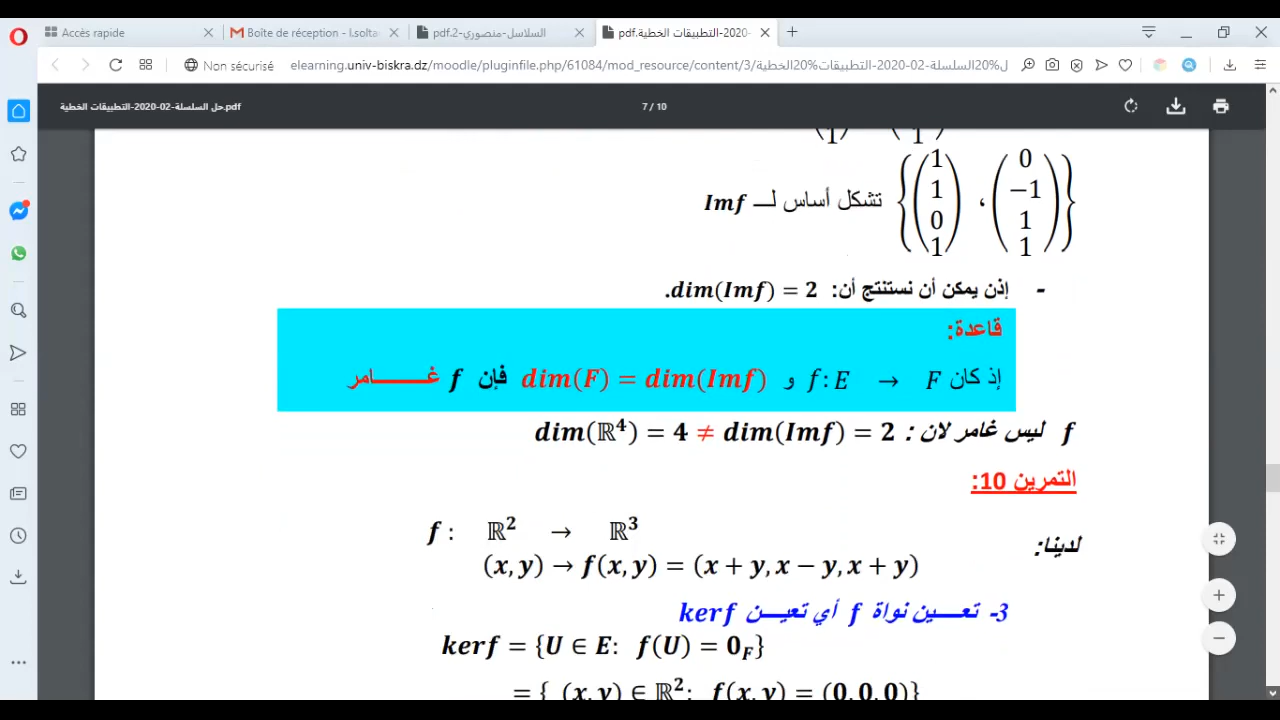 Accès rapide
Boîte de réception - l.solta
السلاسل-منصوري-2.pdf
2020-التطبيقات الخطية.pdf
Non sécurisé
elearning.univ-biskra.dz/moodle/pluginfile.php/61084/mod_resource/content/3/ل%20السلسلة-02-2020-التطبيقات%20الخطية
حل السلسلة-02-2020-التطبيقات الخطية.pdf
7 / 10
(1) (1)
{(1 1 0 1) ، (0 −1 1 1)} تشكل أساس لـــ Imf
- إذن يمكن أن نستنتج أن: dim(Imf) = 2.
قاعدة:
إذ كان f: E → F و dim(F) = dim(Imf) فإن f غـــــــامر
f ليس غامر لان : dim(ℝ⁴) = 4 ≠ dim(Imf) = 2
التمرين 10:
لدينا:
f : ℝ² → ℝ³
(x, y) → f(x, y) = (x + y, x − y, x + y)
3- تعـــيين نواة f أي تعيـــن kerf
kerf = {U ∈ E: f(U) = 0_F}
= { (x, y) ∈ ℝ²: f(x, y) = (0, 0, 0)}